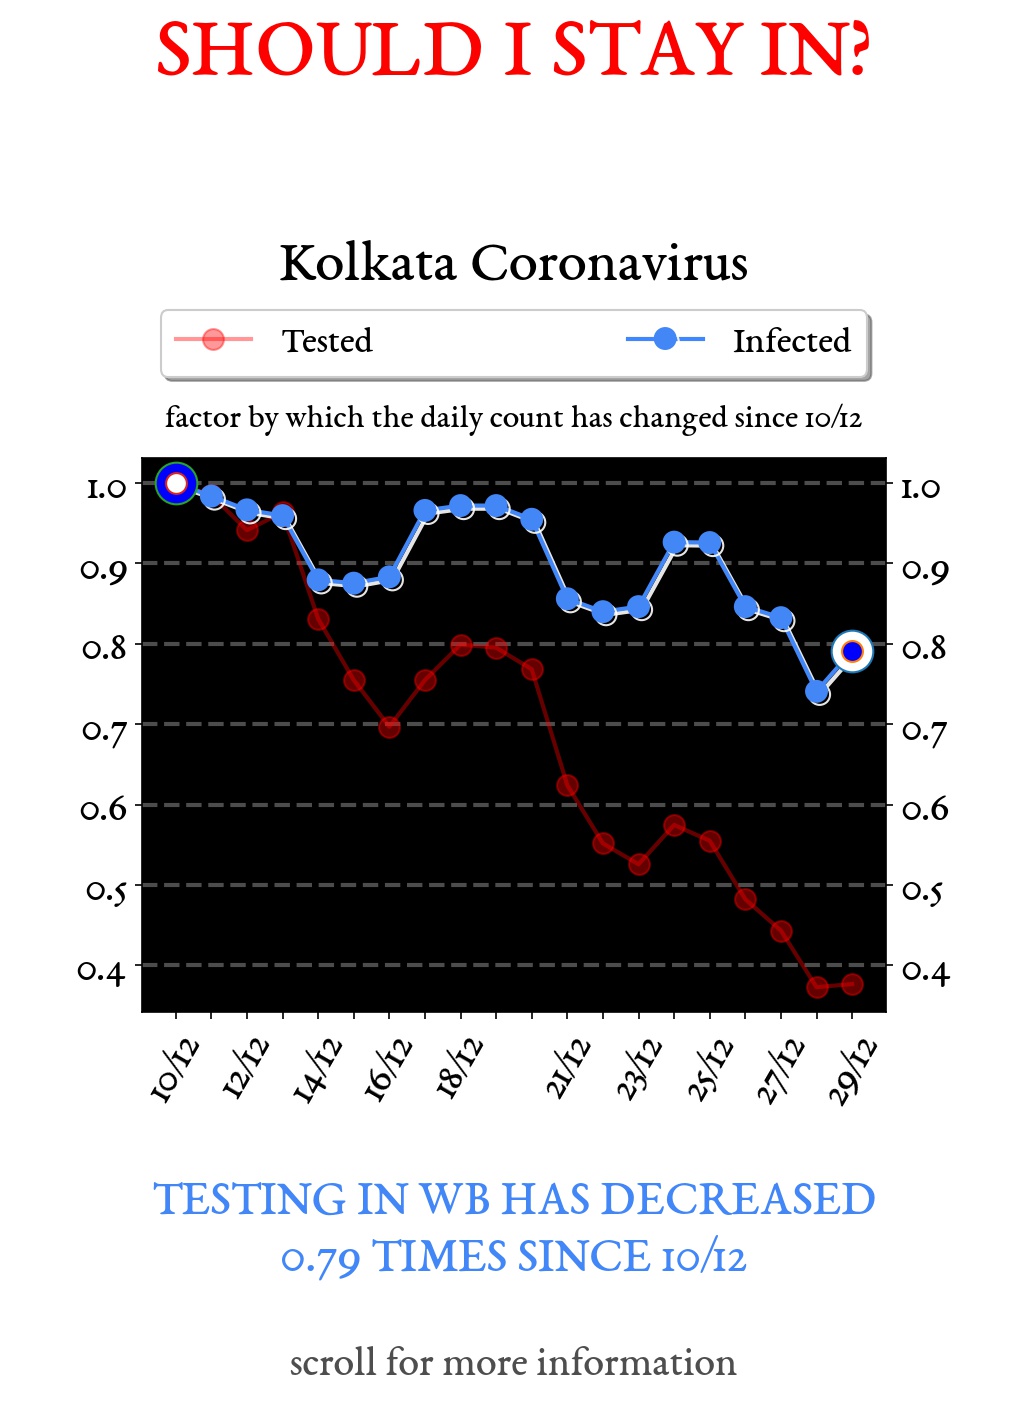 SHOULD I STAY IN?
Kolkata Coronavirus
Tested Infected
factor by which the daily count has changed since 10/12
1.0 1.0
0.9 0.9
0.8 0.8
0.7 0.7
0.6 0.6
0.5 0.5
0.4 0.4
10/12 12/12 14/12 16/12 18/12 21/12 23/12 25/12 27/12 29/12
TESTING IN WB HAS DECREASED
0.79 TIMES SINCE 10/12
scroll for more information